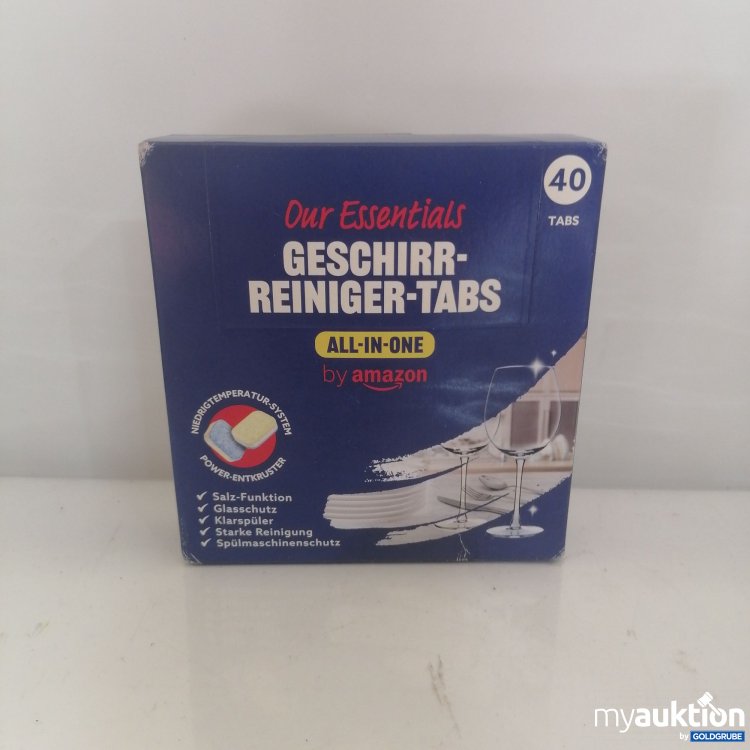 40
TABS
Our Essentials
GESCHIRR-
REINIGER-TABS
ALL-IN-ONE
by amazon
NIEDRIGTEMPERATUR-SYSTEM
POWER-ENTKRUSTER
✓ Salz-Funktion
✓ Glasschutz
✓ Klarspüler
✓ Starke Reinigung
✓ Spülmaschinenschutz
myauktion
by GOLDGRUBE